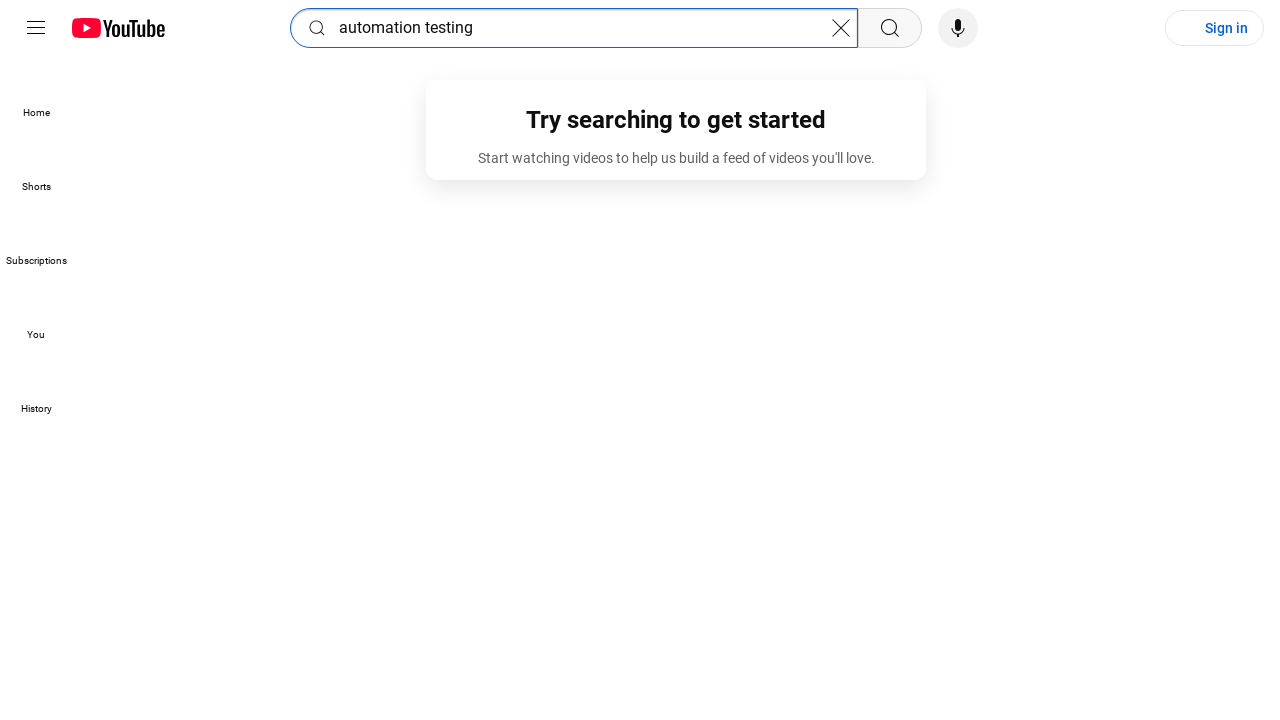 YouTube
automation testing
Sign in
Home
Shorts
Subscriptions
You
History
Try searching to get started
Start watching videos to help us build a feed of videos you'll love.